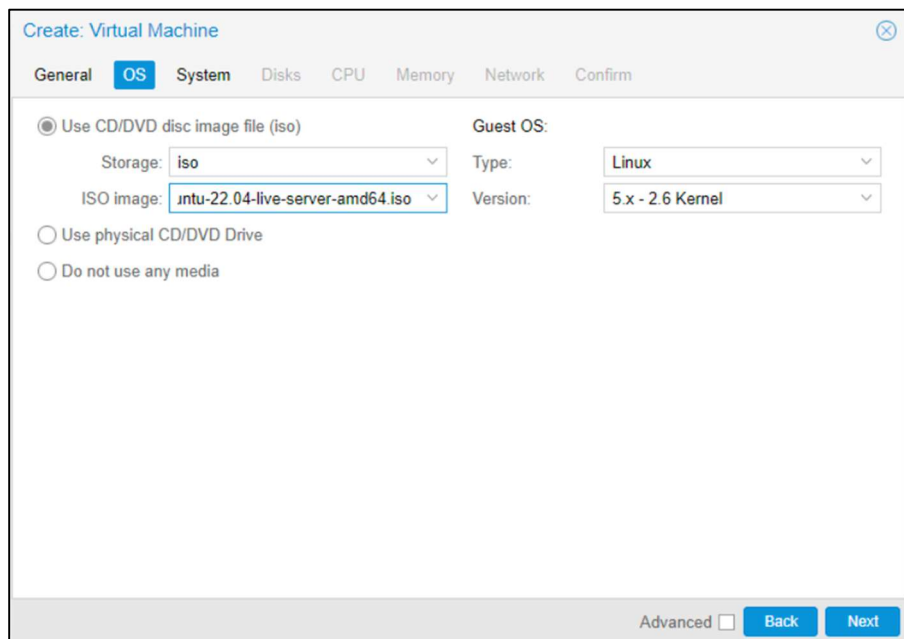 Create: Virtual Machine
General OS System Disks CPU Memory Network Confirm
Use CD/DVD disc image file (iso) Guest OS:
Storage: iso Type: Linux
ISO image: ntu-22.04-live-server-amd64.iso Version: 5.x - 2.6 Kernel
Use physical CD/DVD Drive
Do not use any media
Advanced Back Next